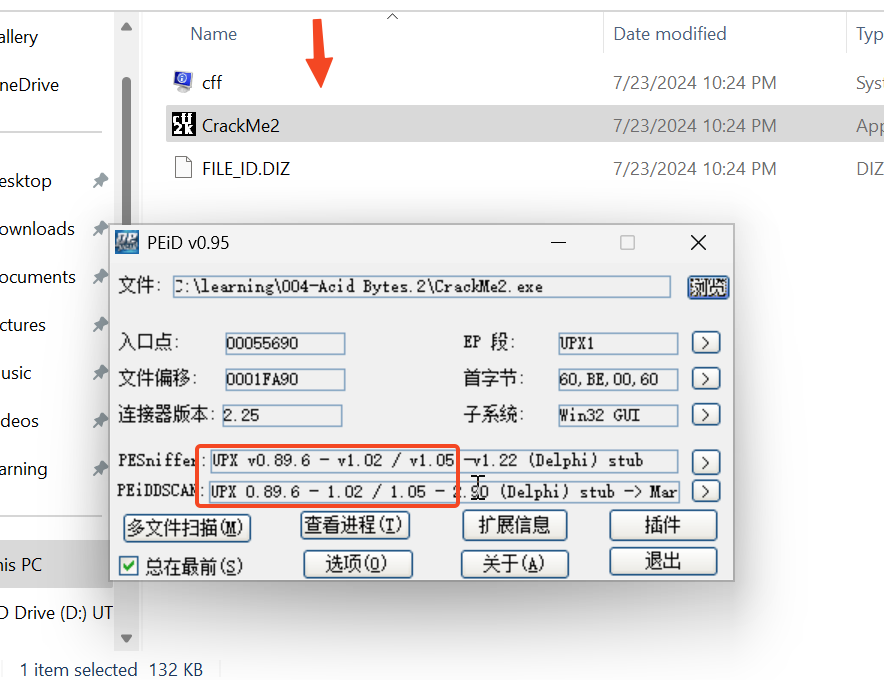 Name
Date modified
Typ
allery
cff
7/23/2024 10:24 PM
Sys
neDrive
CrackMe2
7/23/2024 10:24 PM
App
FILE_ID.DIZ
7/23/2024 10:24 PM
DIZ
esktop
ownloads
ocuments
ctures
usic
deos
arning
his PC
D Drive (D:) UT
PEiD v0.95
文件: C:\learning\004-Acid Bytes.2\CrackMe2.exe 浏览
入口点: 00055690 EP 段: UPX1 >
文件偏移: 0001FA90 首字节: 60,BE,00,60 >
连接器版本: 2.25 子系统: Win32 GUI >
PESniffer: UPX v0.89.6 - v1.02 / v1.05 -v1.22 (Delphi) stub >
PEiDDSCAN: UPX 0.89.6 - 1.02 / 1.05 - 2.90 (Delphi) stub -> Mar >
多文件扫描(M) 查看进程(T) 扩展信息 插件
总在最前(S) 选项(O) 关于(A) 退出
1 item selected 132 KB